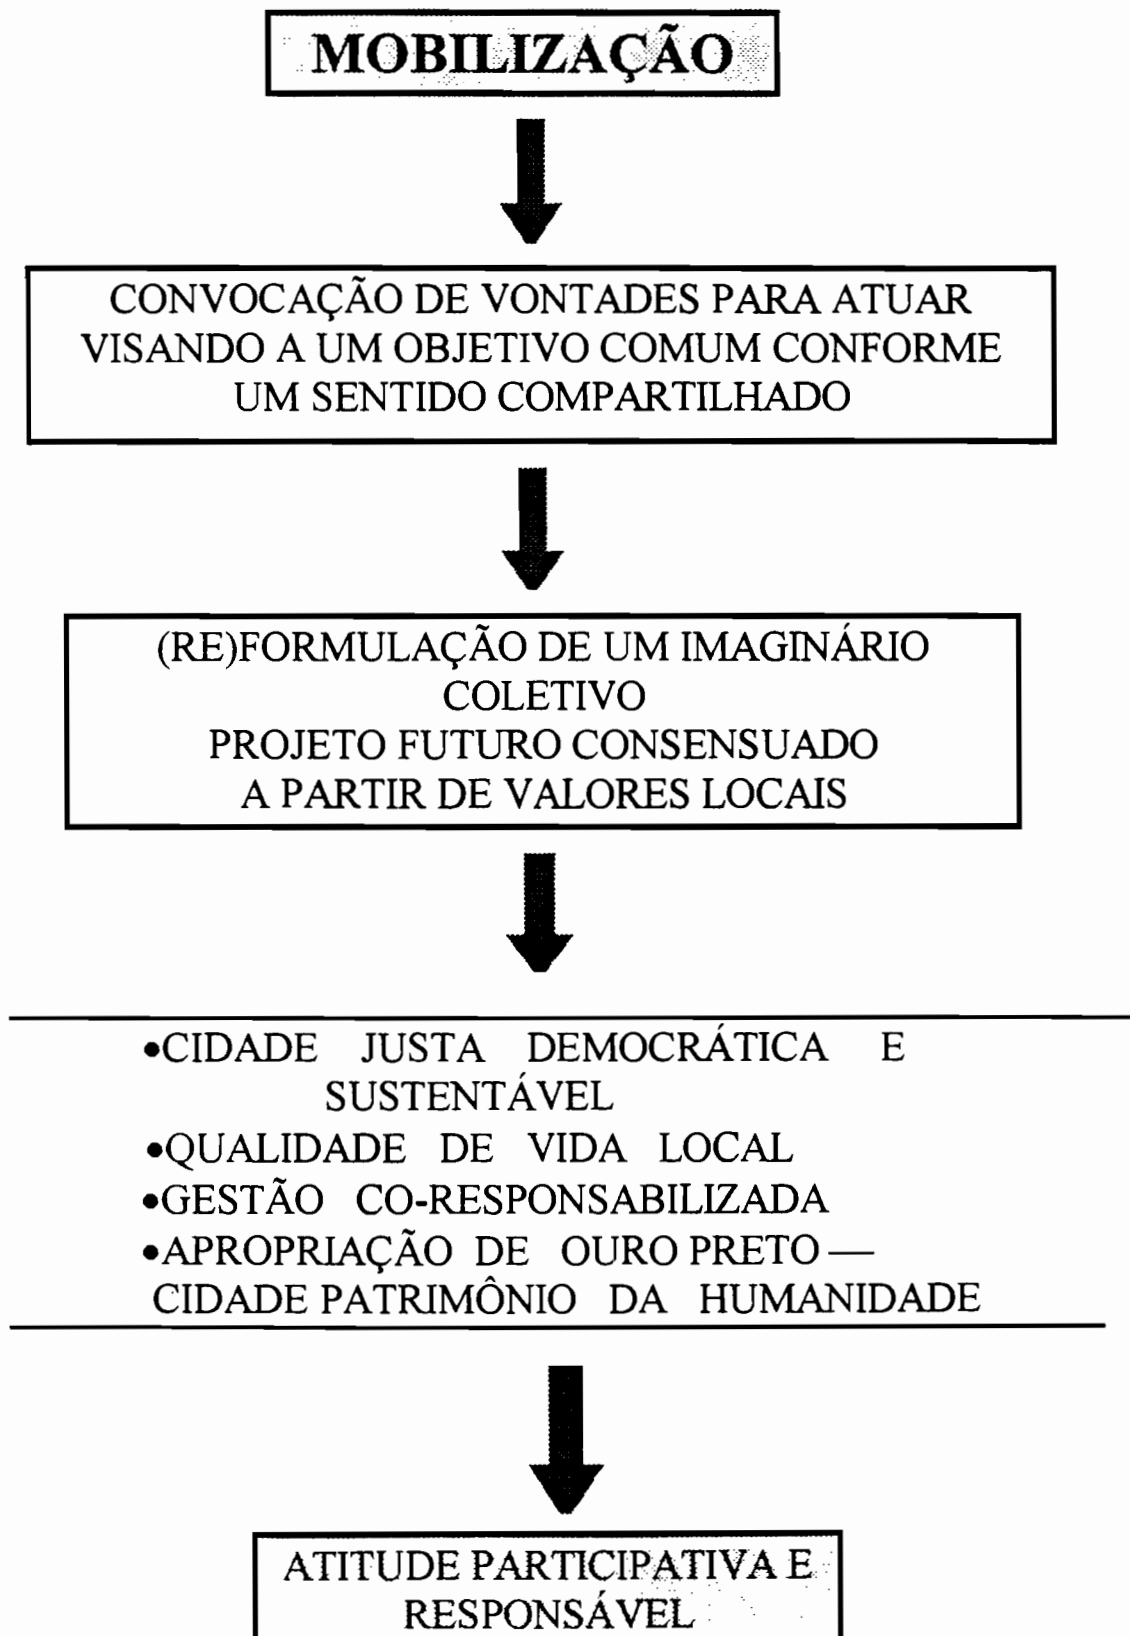 MOBILIZAÇÃO
CONVOCAÇÃO DE VONTADES PARA ATUAR
VISANDO A UM OBJETIVO COMUM CONFORME
UM SENTIDO COMPARTILHADO
(RE)FORMULAÇÃO DE UM IMAGINÁRIO
COLETIVO
PROJETO FUTURO CONSENSUADO
A PARTIR DE VALORES LOCAIS
•CIDADE JUSTA DEMOCRÁTICA E
SUSTENTÁVEL
•QUALIDADE DE VIDA LOCAL
•GESTÃO CO-RESPONSABILIZADA
•APROPRIAÇÃO DE OURO PRETO —
CIDADE PATRIMÔNIO DA HUMANIDADE
ATITUDE PARTICIPATIVA E
RESPONSÁVEL